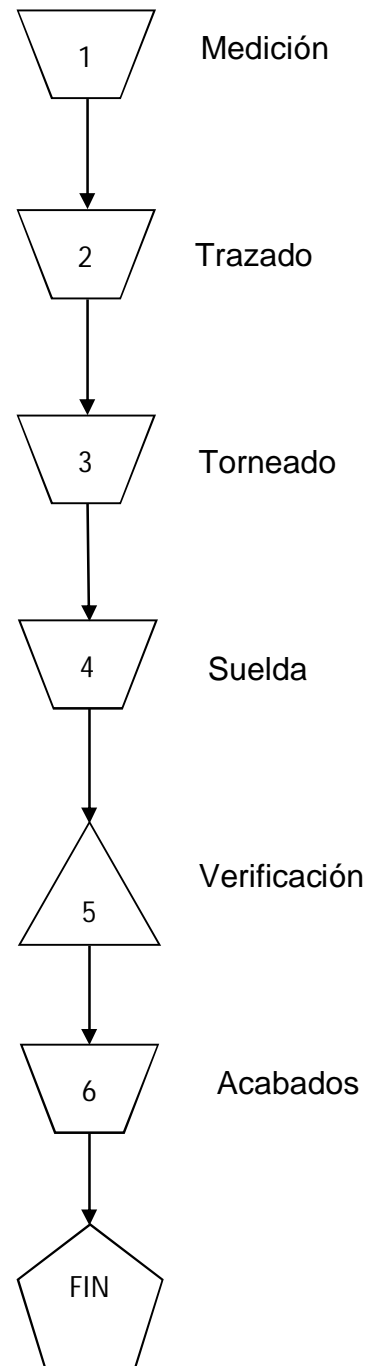 1 Medición
2 Trazado
3 Torneado
4 Suelda
5 Verificación
6 Acabados
FIN